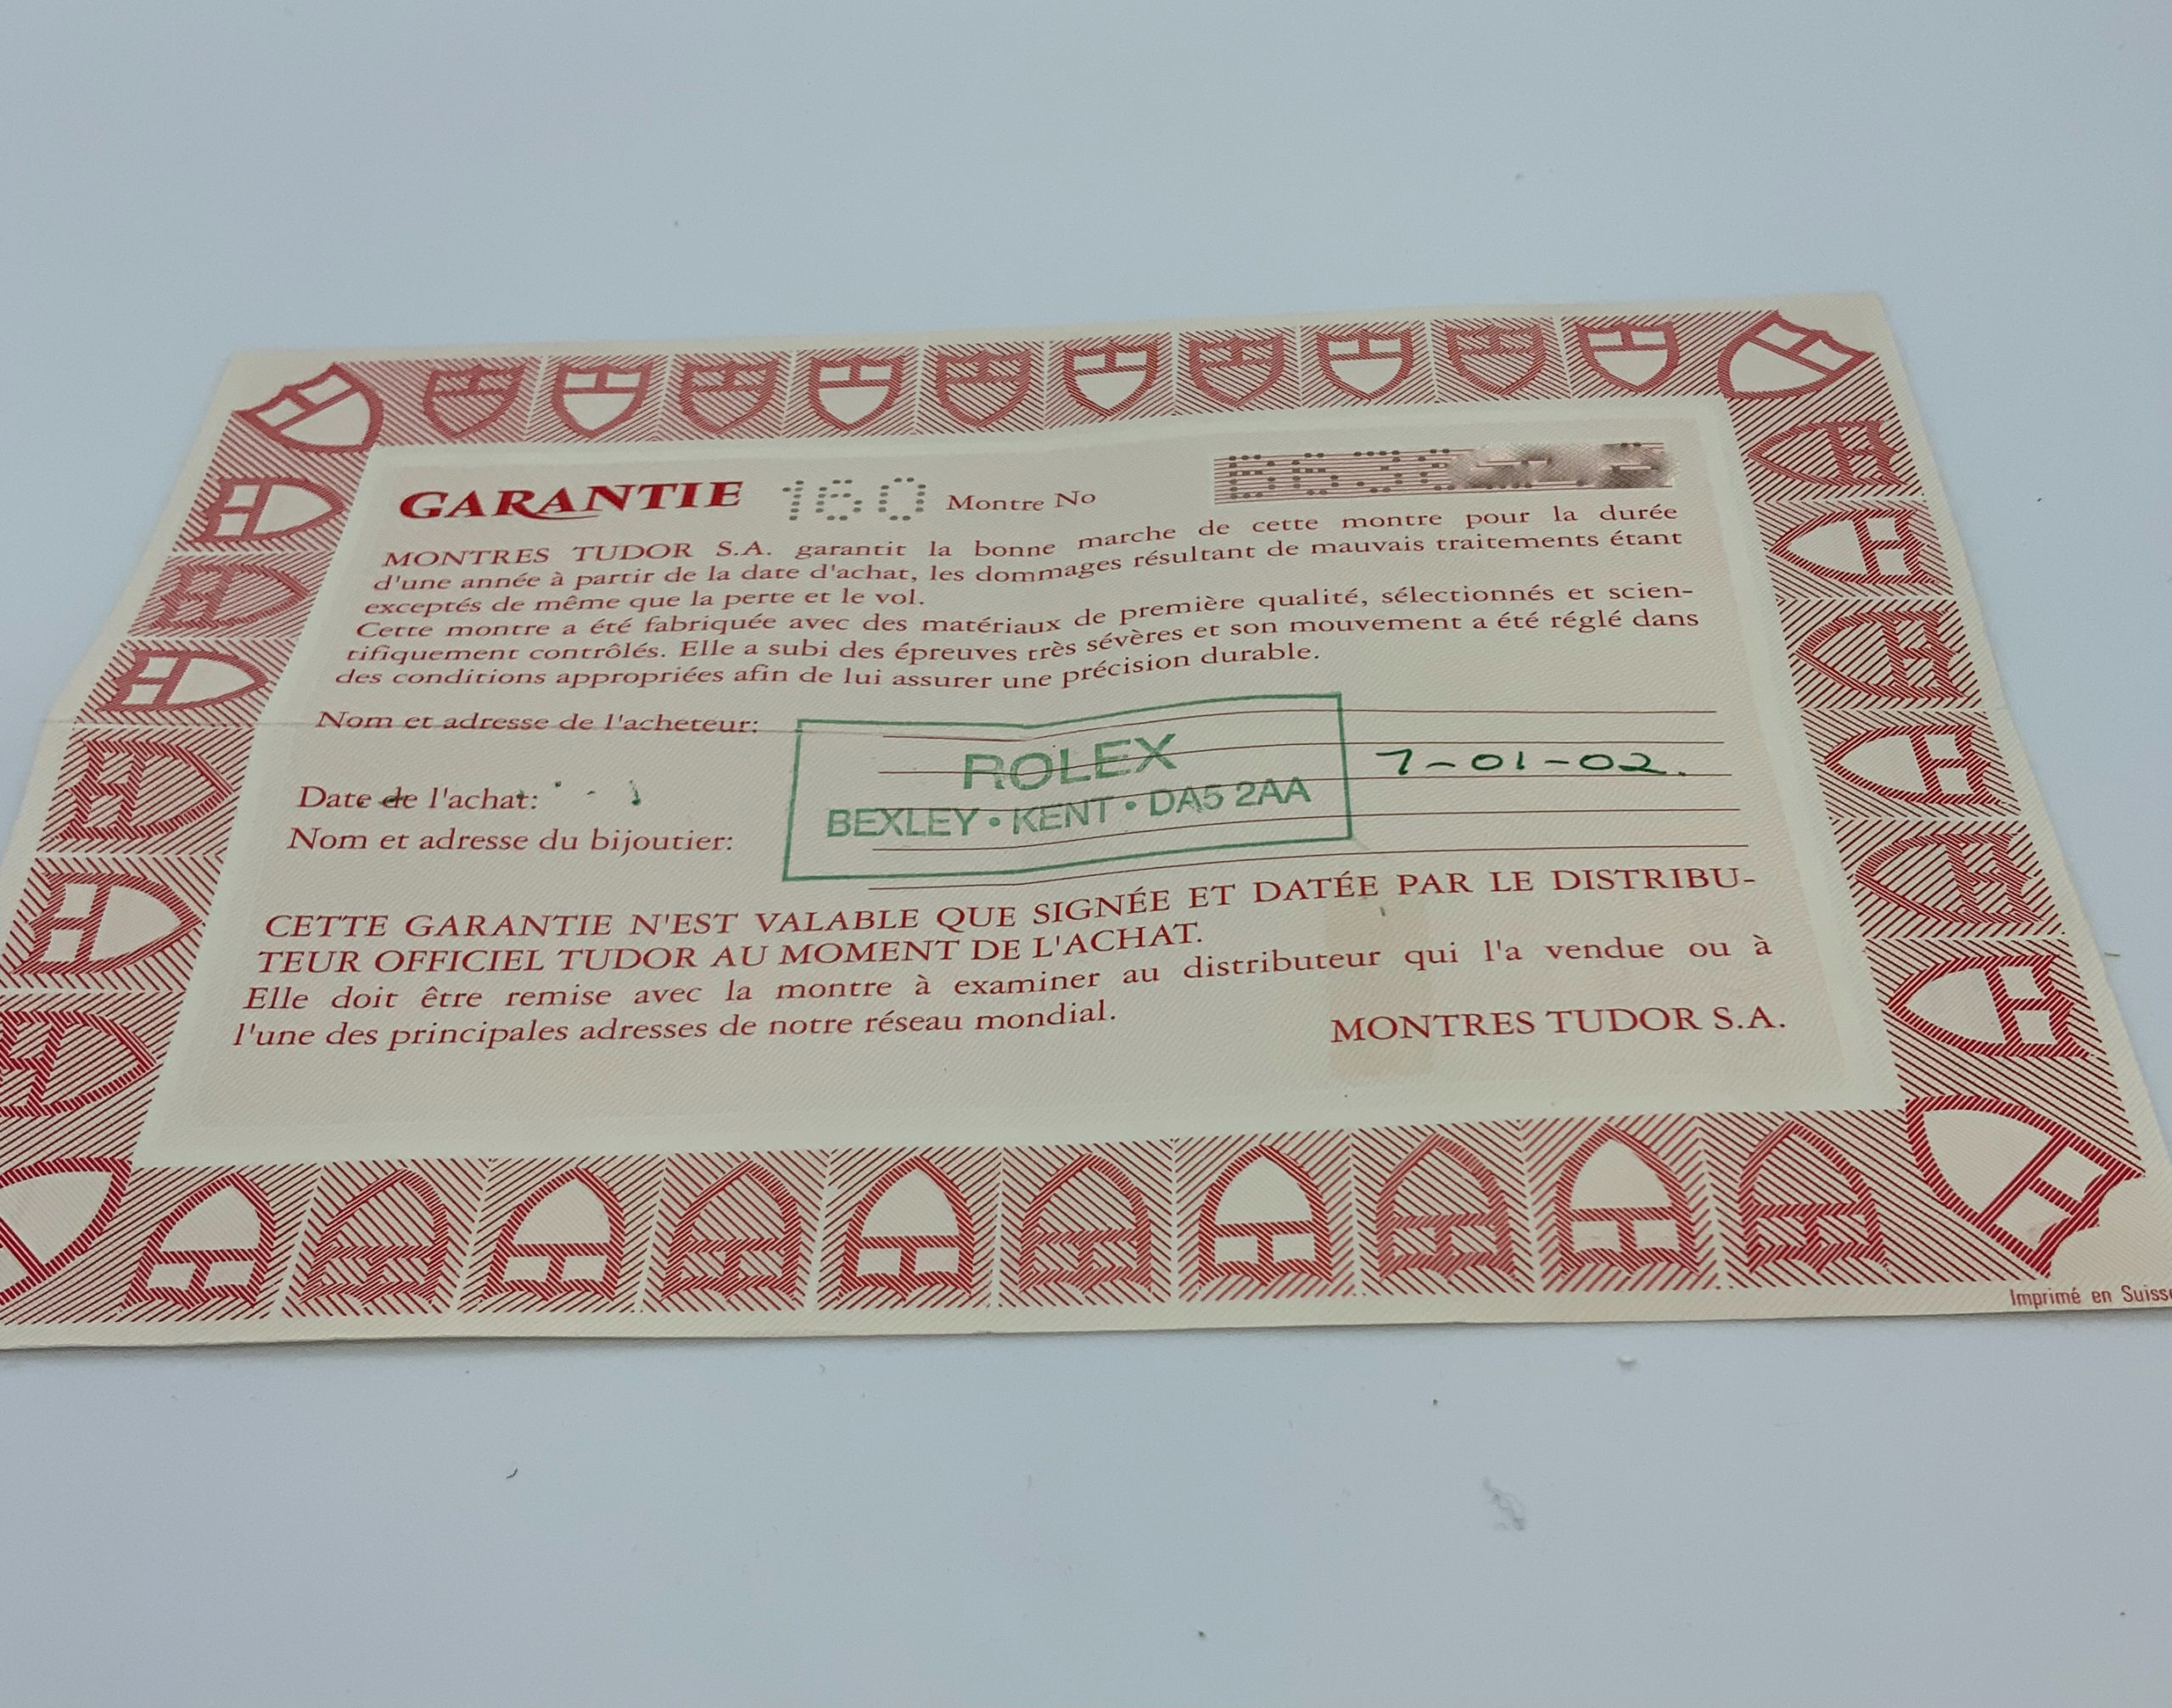 GARANTIE 160 Montre No
MONTRES TUDOR S.A. garantit la bonne marche de cette montre pour la durée
d'une année à partir de la date d'achat, les dommages résultant de mauvais traitements étant
exceptés de même que la perte et le vol.
Cette montre a été fabriquée avec des matériaux de première qualité, sélectionnés et scien-
tifiquement contrôlés. Elle a subi des épreuves très sévères et son mouvement a été réglé dans
des conditions appropriées afin de lui assurer une précision durable.
Nom et adresse de l'acheteur:
ROLEX
7-01-02.
Date de l'achat:
BEXLEY • KENT • DA5 2AA
Nom et adresse du bijoutier:
CETTE GARANTIE N'EST VALABLE QUE SIGNÉE ET DATÉE PAR LE DISTRIBU-
TEUR OFFICIEL TUDOR AU MOMENT DE L'ACHAT.
Elle doit être remise avec la montre à examiner au distributeur qui l'a vendue ou à
l'une des principales adresses de notre réseau mondial.
MONTRES TUDOR S.A.
Imprimé en Suisse